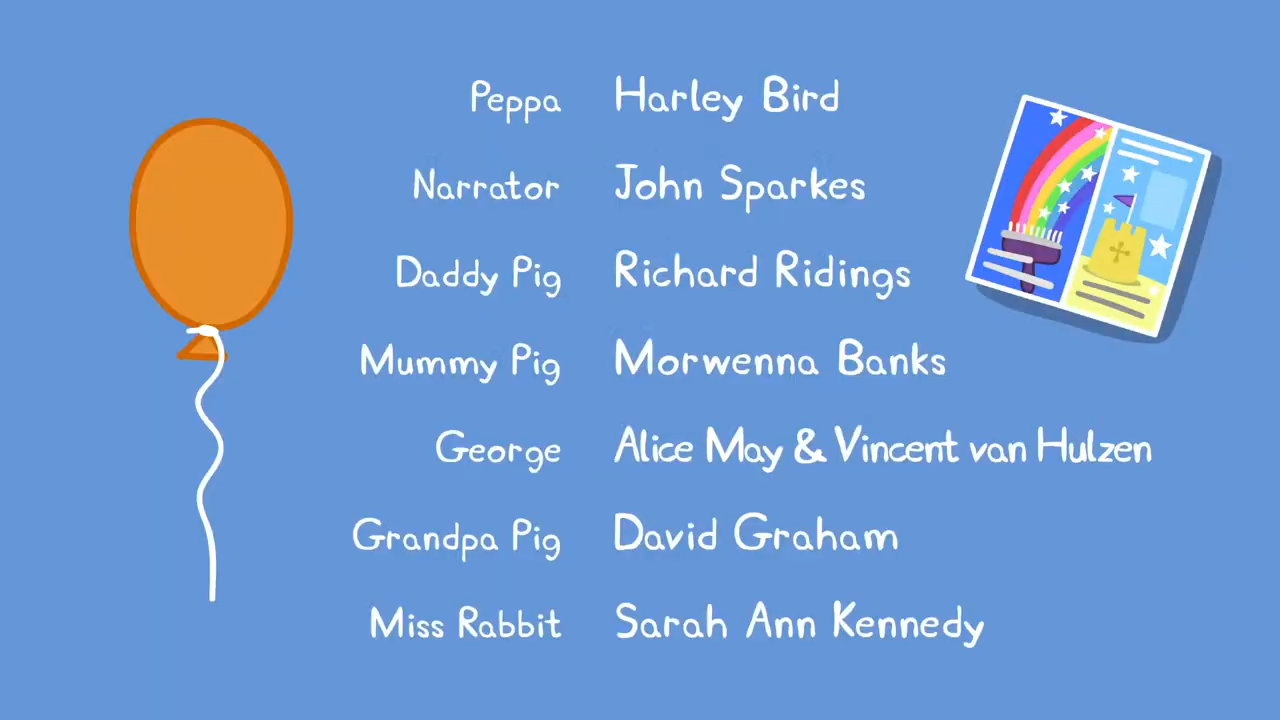 Peppa Harley Bird
Narrator John Sparkes
Daddy Pig Richard Ridings
Mummy Pig Morwenna Banks
George Alice May & Vincent van Hulzen
Grandpa Pig David Graham
Miss Rabbit Sarah Ann Kennedy